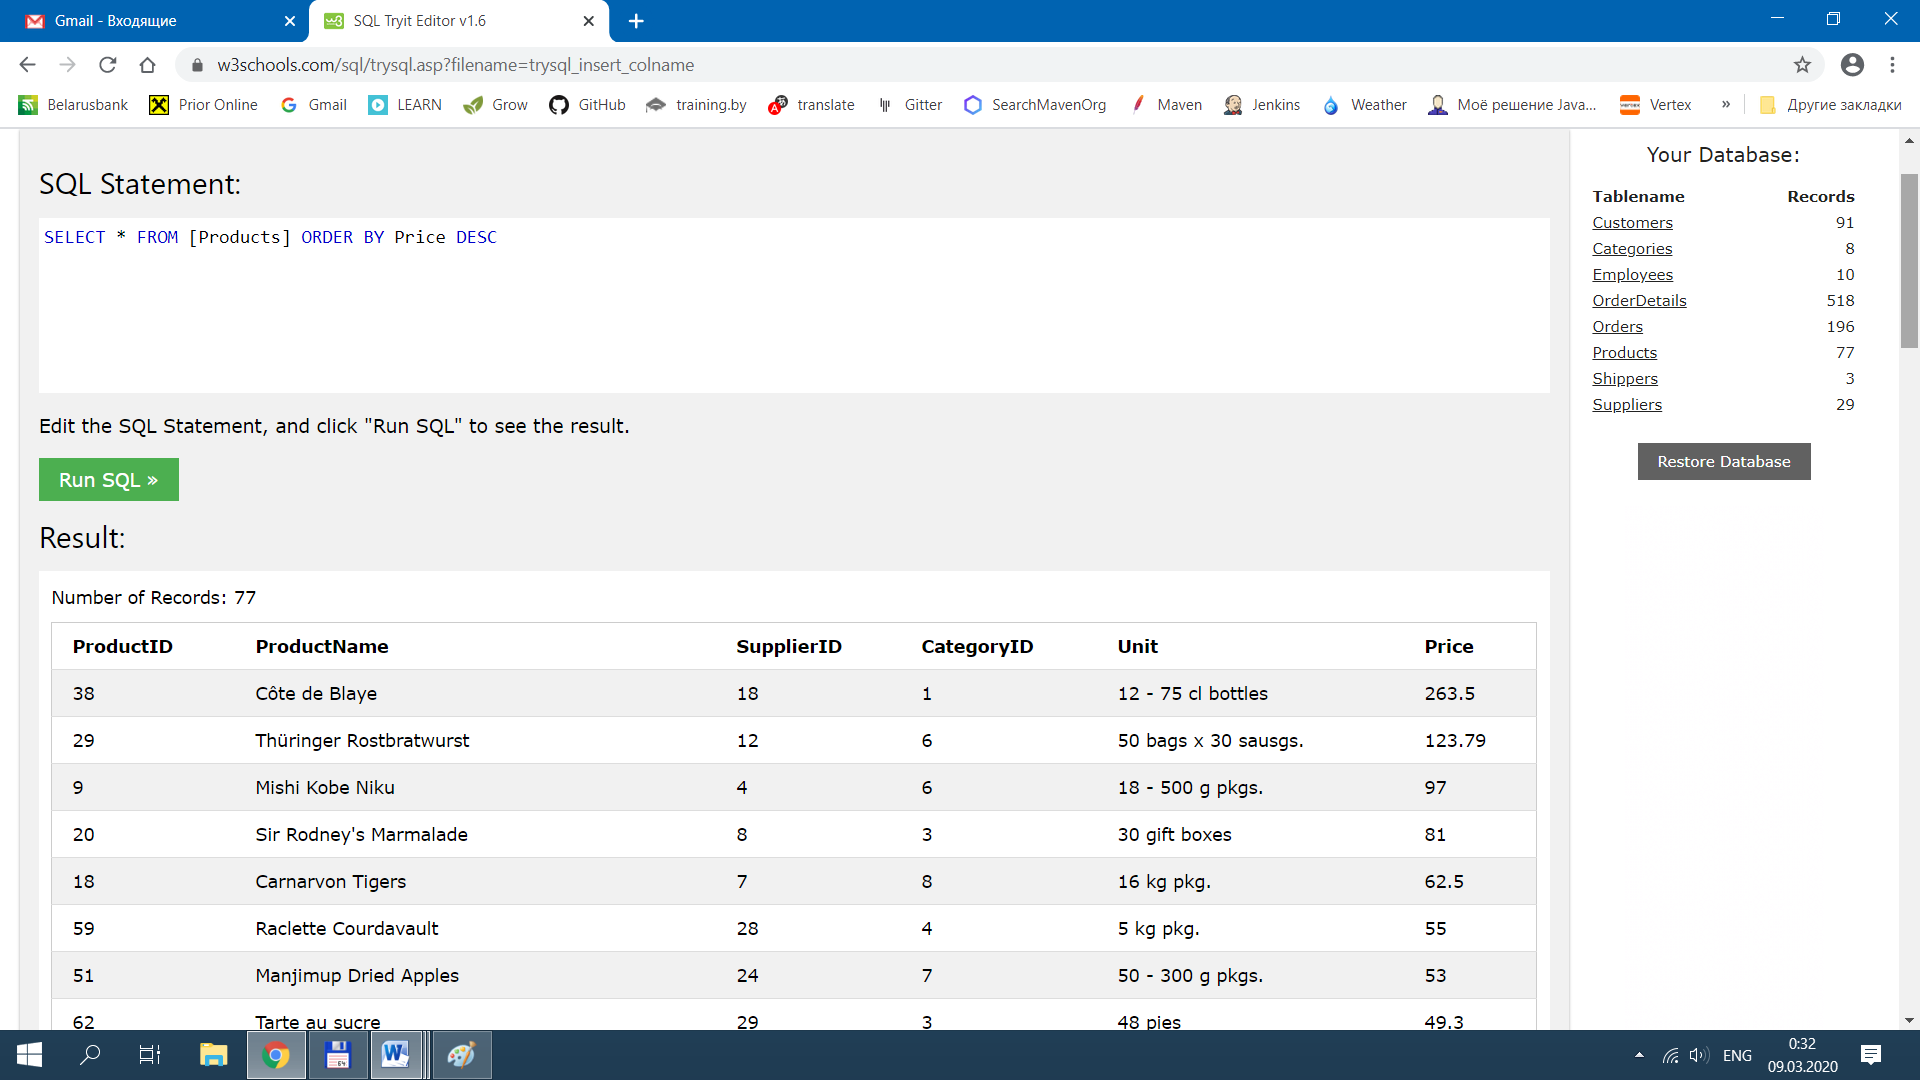 Gmail - Входящие
SQL Tryit Editor v1.6
w3schools.com/sql/trysql.asp?filename=trysql_insert_colname
Belarusbank Prior Online Gmail LEARN Grow GitHub training.by translate Gitter SearchMavenOrg Maven Jenkins Weather Моё решение Java... Vertex » Другие закладки
SQL Statement:
SELECT * FROM [Products] ORDER BY Price DESC
Edit the SQL Statement, and click "Run SQL" to see the result.
Run SQL »
Result:
Number of Records: 77
ProductID ProductName SupplierID CategoryID Unit Price
38 Côte de Blaye 18 1 12 - 75 cl bottles 263.5
29 Thüringer Rostbratwurst 12 6 50 bags x 30 sausgs. 123.79
9 Mishi Kobe Niku 4 6 18 - 500 g pkgs. 97
20 Sir Rodney's Marmalade 8 3 30 gift boxes 81
18 Carnarvon Tigers 7 8 16 kg pkg. 62.5
59 Raclette Courdavault 28 4 5 kg pkg. 55
51 Manjimup Dried Apples 24 7 50 - 300 g pkgs. 53
62 Tarte au sucre 29 3 48 pies 49.3
Your Database:
Tablename Records
Customers 91
Categories 8
Employees 10
OrderDetails 518
Orders 196
Products 77
Shippers 3
Suppliers 29
Restore Database
64
ENG
0:32
09.03.2020